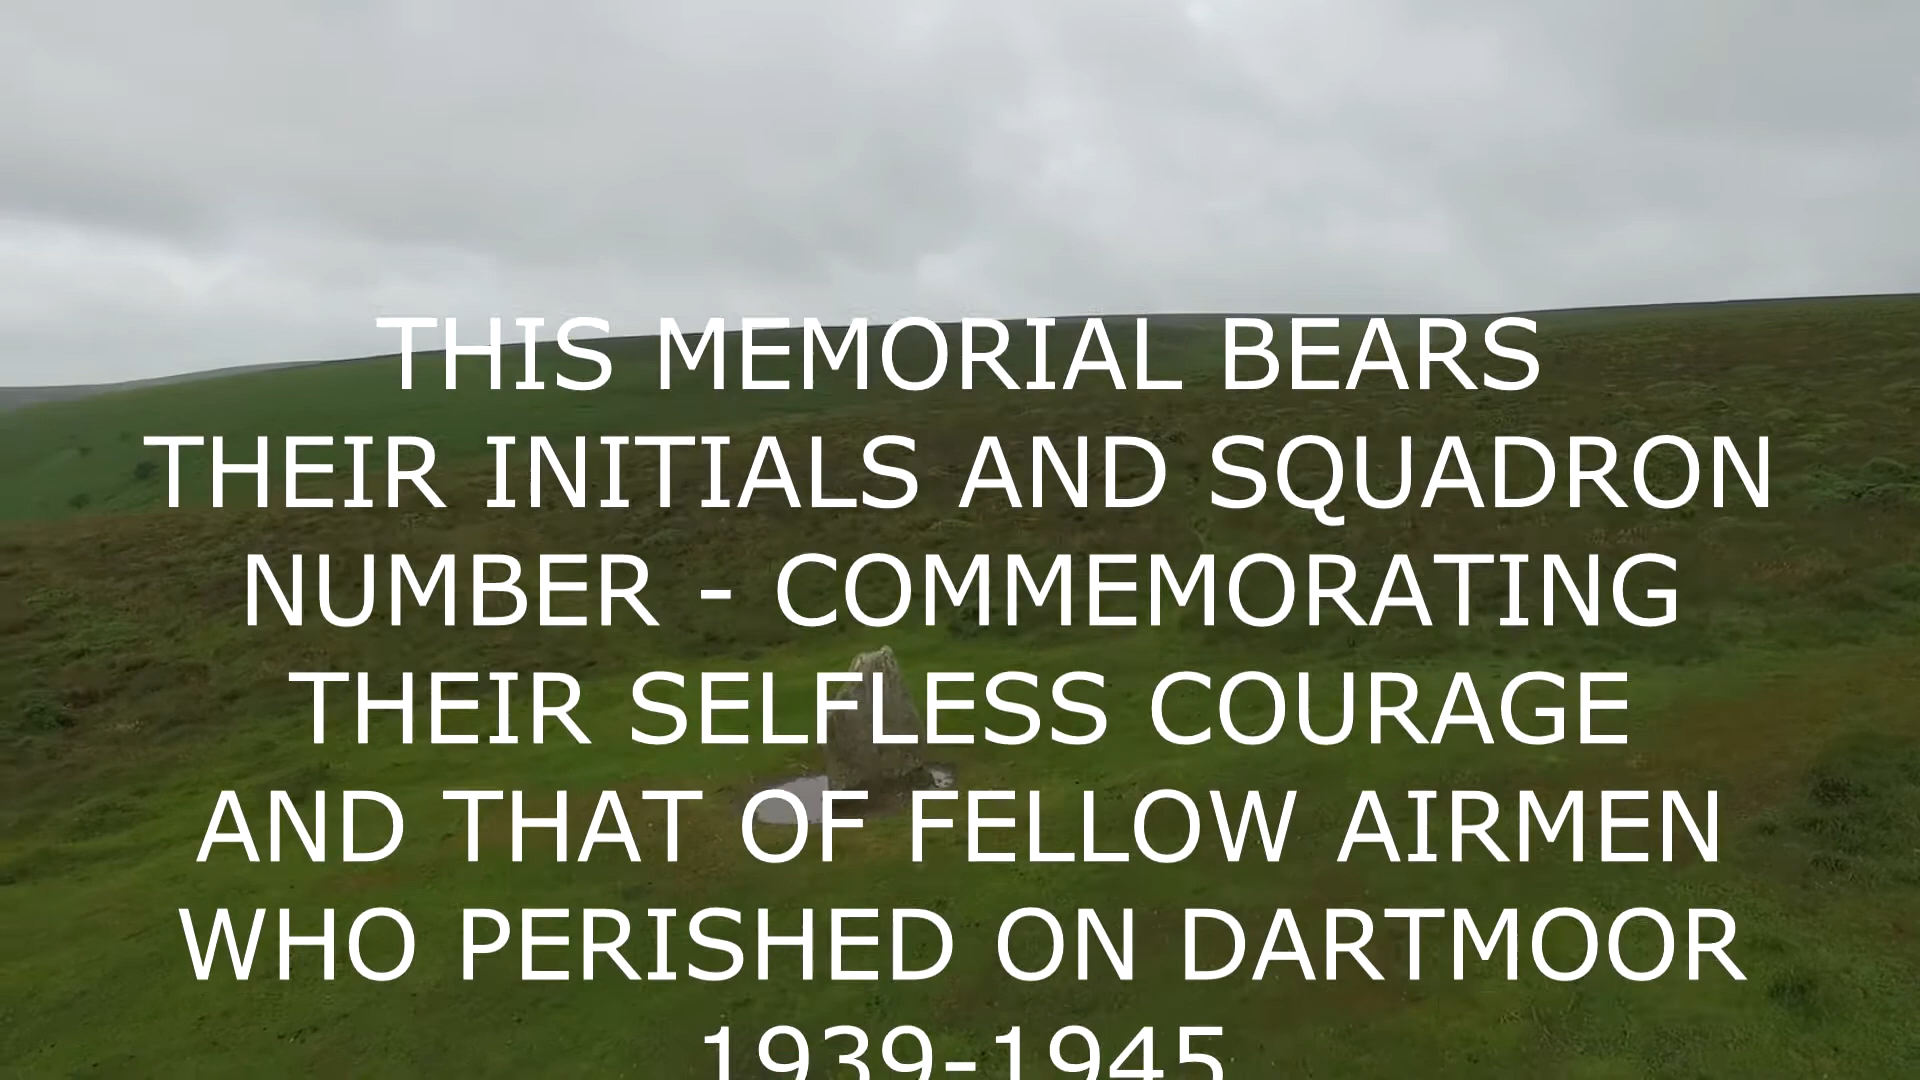 THIS MEMORIAL BEARS
THEIR INITIALS AND SQUADRON
NUMBER - COMMEMORATING
THEIR SELFLESS COURAGE
AND THAT OF FELLOW AIRMEN
WHO PERISHED ON DARTMOOR
1939-1945